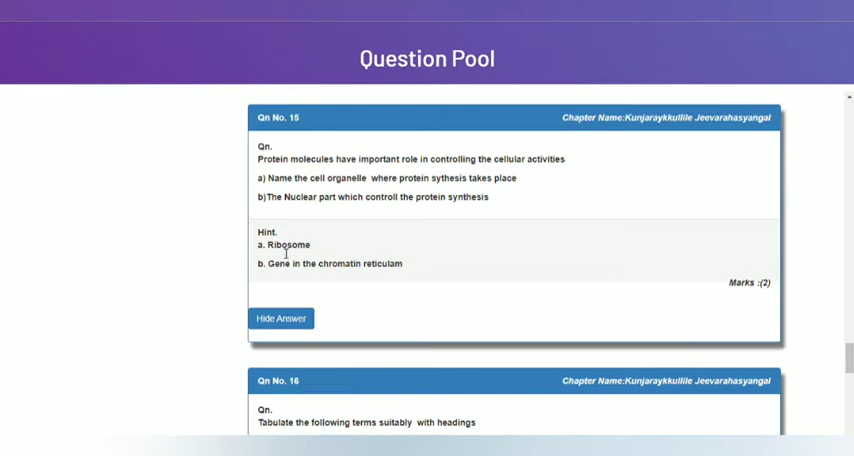 Question Pool
Qn No. 15 Chapter Name:Kunjaraykkullile Jeevarahasyangal
Qn.
Protein molecules have important role in controlling the cellular activities
a) Name the cell organelle where protein sythesis takes place
b)The Nuclear part which controll the protein synthesis
Hint.
a. Ribosome
b. Gene in the chromatin reticulam
Marks :(2)
Hide Answer
Qn No. 16 Chapter Name:Kunjaraykkullile Jeevarahasyangal
Qn.
Tabulate the following terms suitably with headings